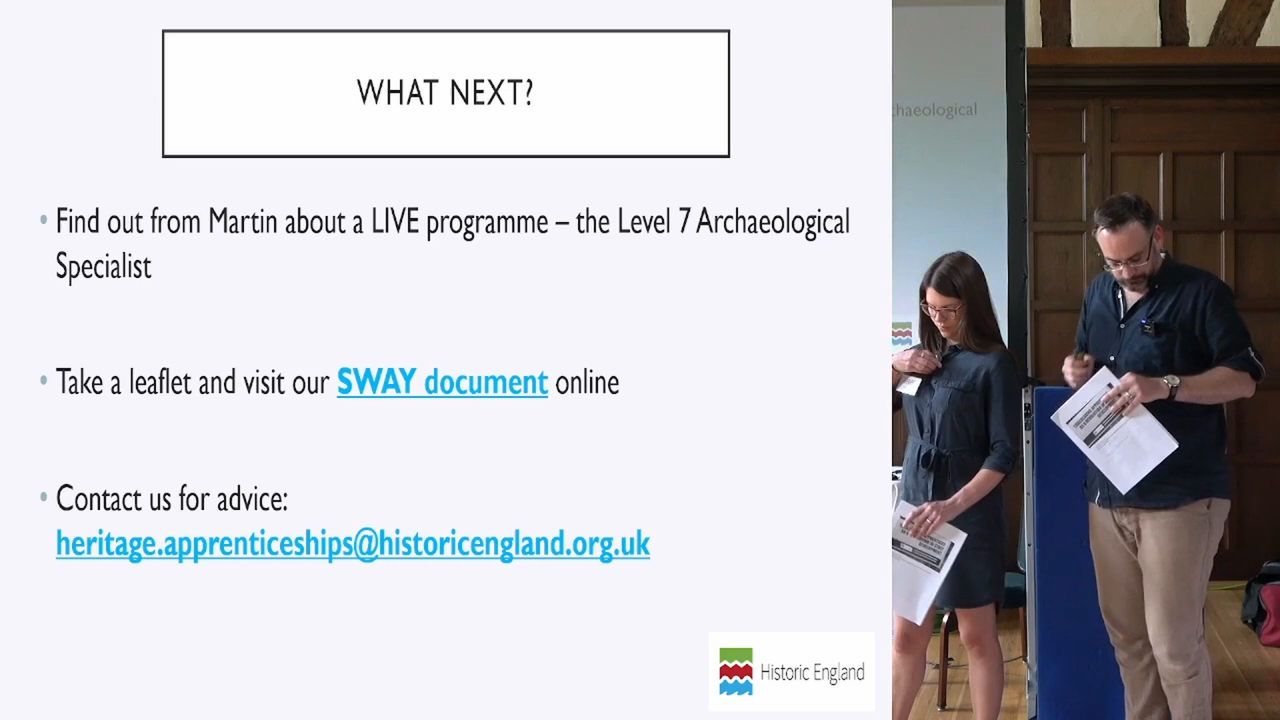 WHAT NEXT?
• Find out from Martin about a LIVE programme – the Level 7 Archaeological
Specialist
• Take a leaflet and visit our SWAY document online
• Contact us for advice:
heritage.apprenticeships@historicengland.org.uk
Historic England
chaeological